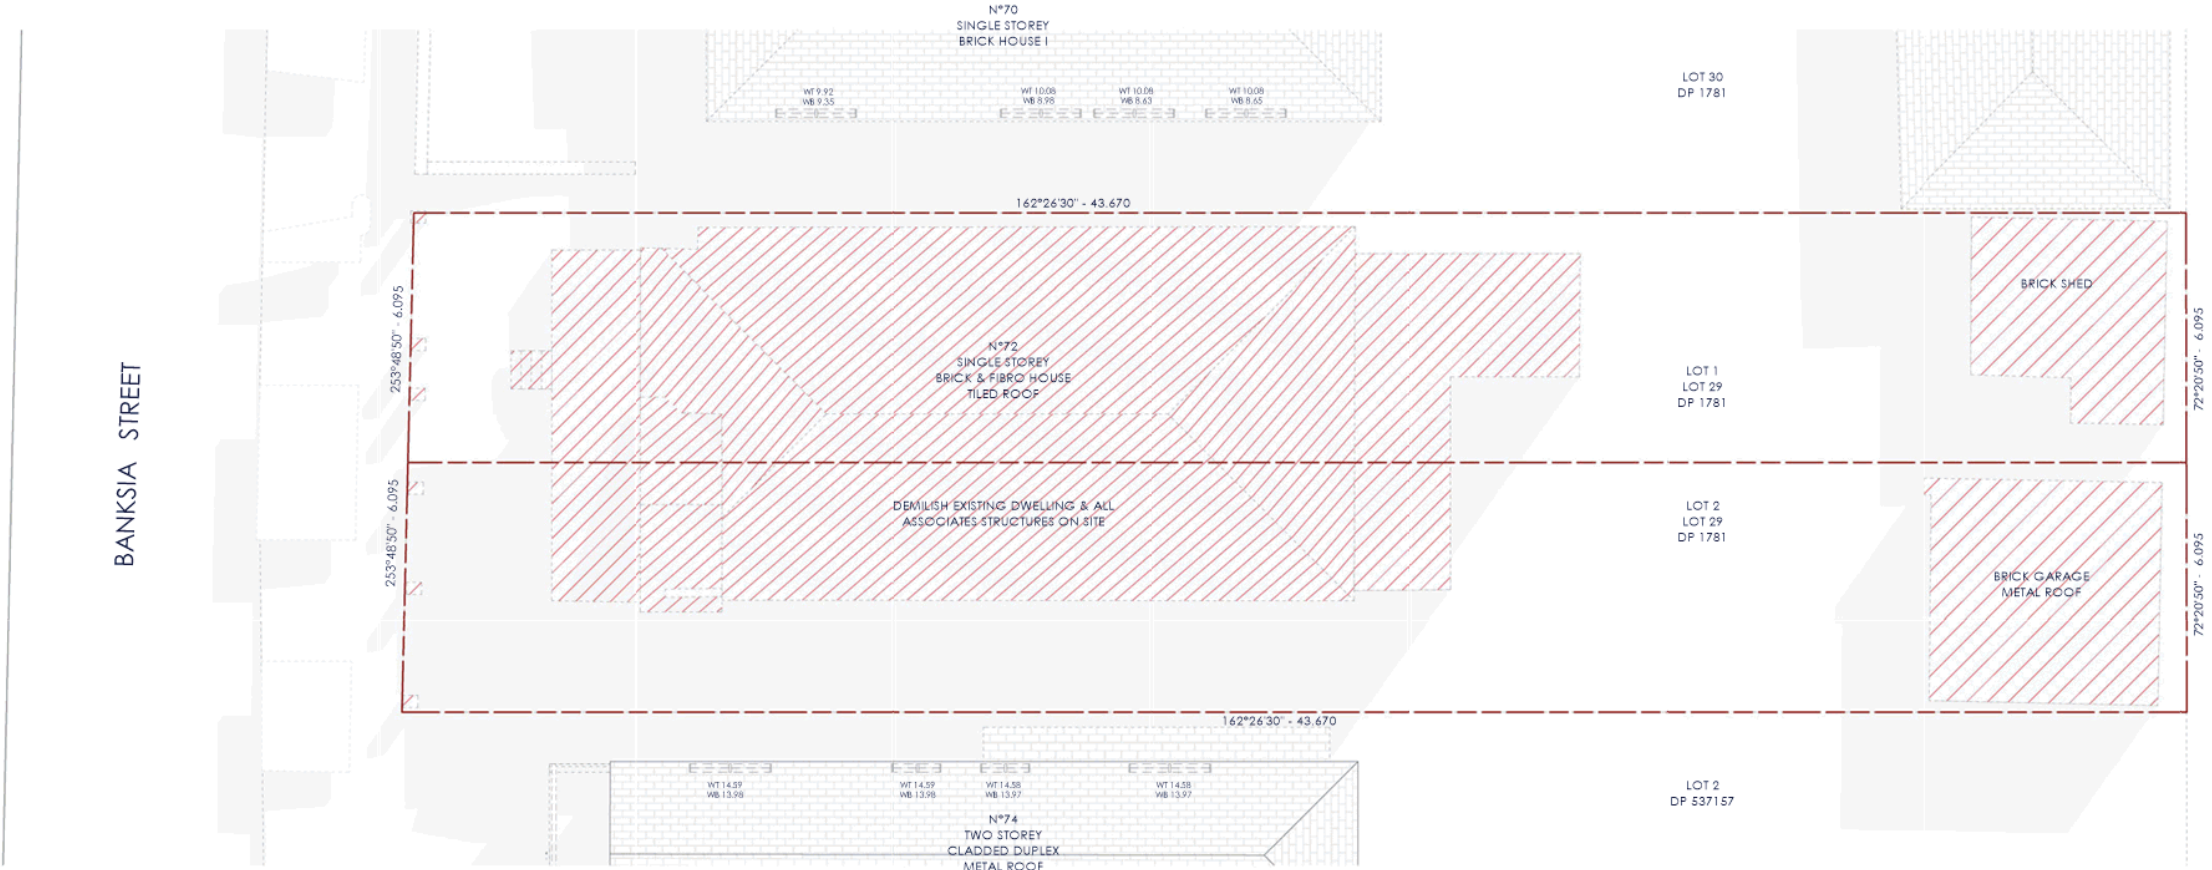 N°70
SINGLE STOREY
BRICK HOUSE I
WT 9.92
WB 9.35
WT 10.08
WB 8.98
WT 10.08
WB 8.63
WT 10.08
WB 8.65
LOT 30
DP 1781
162°26'30" - 43.670
253°48'50" - 6.095
BANKSIA STREET
N°72
SINGLE STOREY
BRICK & FIBRO HOUSE
TILED ROOF
LOT 1
LOT 29
DP 1781
BRICK SHED
72°20'50" - 6.095
253°48'50" - 6.095
DEMILISH EXISTING DWELLING & ALL
ASSOCIATES STRUCTURES ON SITE
LOT 2
LOT 29
DP 1781
BRICK GARAGE
METAL ROOF
72°20'50" - 6.095
162°26'30" - 43.670
WT 14.59
WB 13.98
WT 14.59
WB 13.98
WT 14.58
WB 13.97
WT 14.58
WB 13.97
N°74
TWO STOREY
CLADDED DUPLEX
METAL ROOF
LOT 2
DP 537157